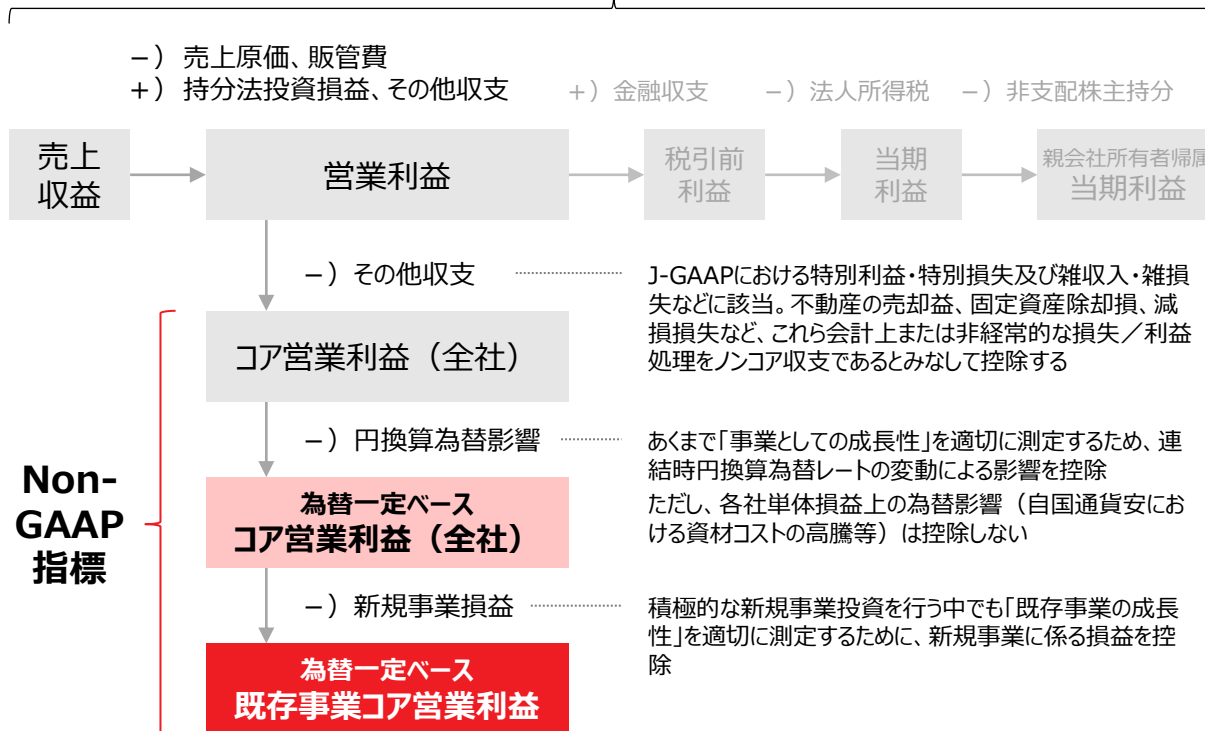 －）売上原価、販管費
＋）持分法投資損益、その他収支
＋）金融収支
－）法人所得税
－）非支配株主持分
売上
収益
営業利益
税引前
利益
当期
利益
親会社所有者帰属
当期利益
－）その他収支
J-GAAPにおける特別利益・特別損失及び雑収入・雑損
失などに該当。不動産の売却益、固定資産除却損、減
損損失など、これら会計上または非経常的な損失／利益
処理をノンコア収支であるとみなして控除する
コア営業利益（全社）
－）円換算為替影響
あくまで「事業としての成長性」を適切に測定するため、連
結時円換算為替レートの変動による影響を控除
ただし、各社単体損益上の為替影響（自国通貨安にお
ける資材コストの高騰等）は控除しない
Non-
GAAP
指標
為替一定ベース
コア営業利益（全社）
－）新規事業損益
積極的な新規事業投資を行う中でも「既存事業の成長
性」を適切に測定するために、新規事業に係る損益を控
除
為替一定ベース
既存事業コア営業利益